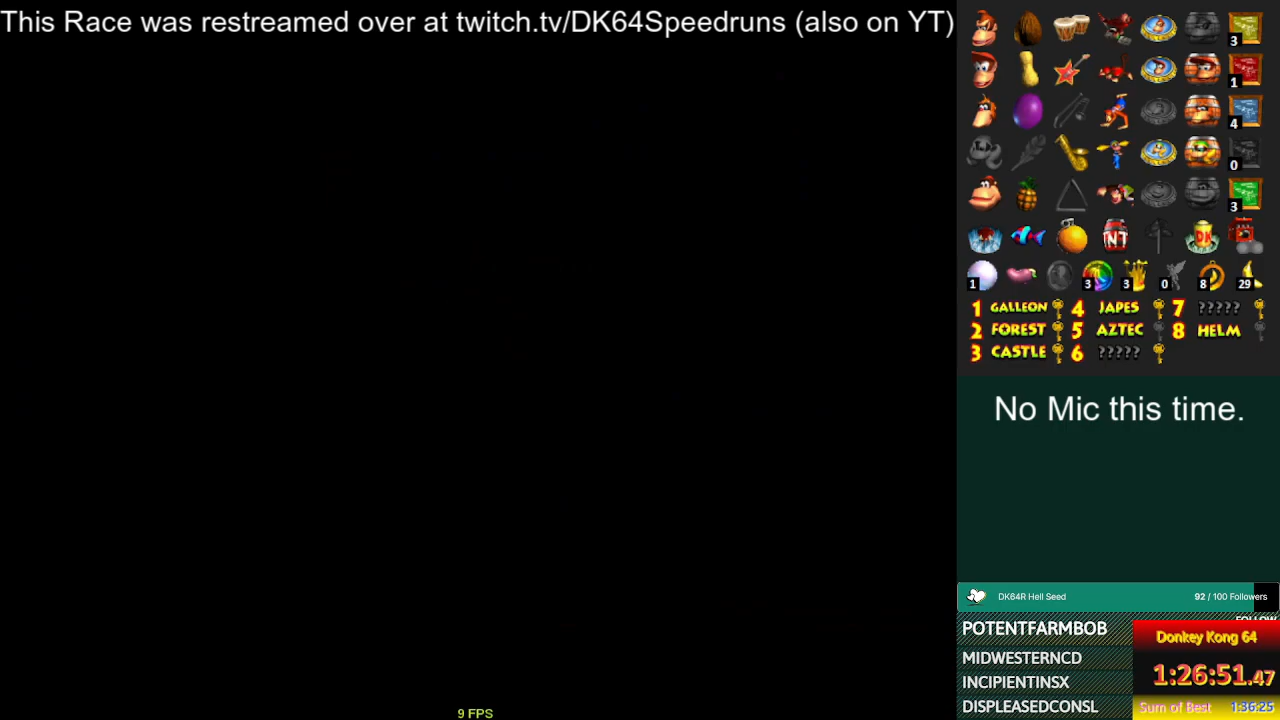 This Race was restreamed over at twitch.tv/DK64Speedruns (also on YT)
3
1
4
0
3
NT DK
1 3 3 0 8 29
1 GALLEON 4 JAPES 7 ?????
2 FOREST 5 AZTEC 8 HELM
3 CASTLE 6 ?????
No Mic this time.
DK64R Hell Seed 92 / 100 Followers
POTENTFARMBOB
MIDWESTERNCD
INCIPIENTINSX
DISPLEASEDCONSL
Donkey Kong 64
1:26:51.47
Sum of Best 1:36:25
9 FPS